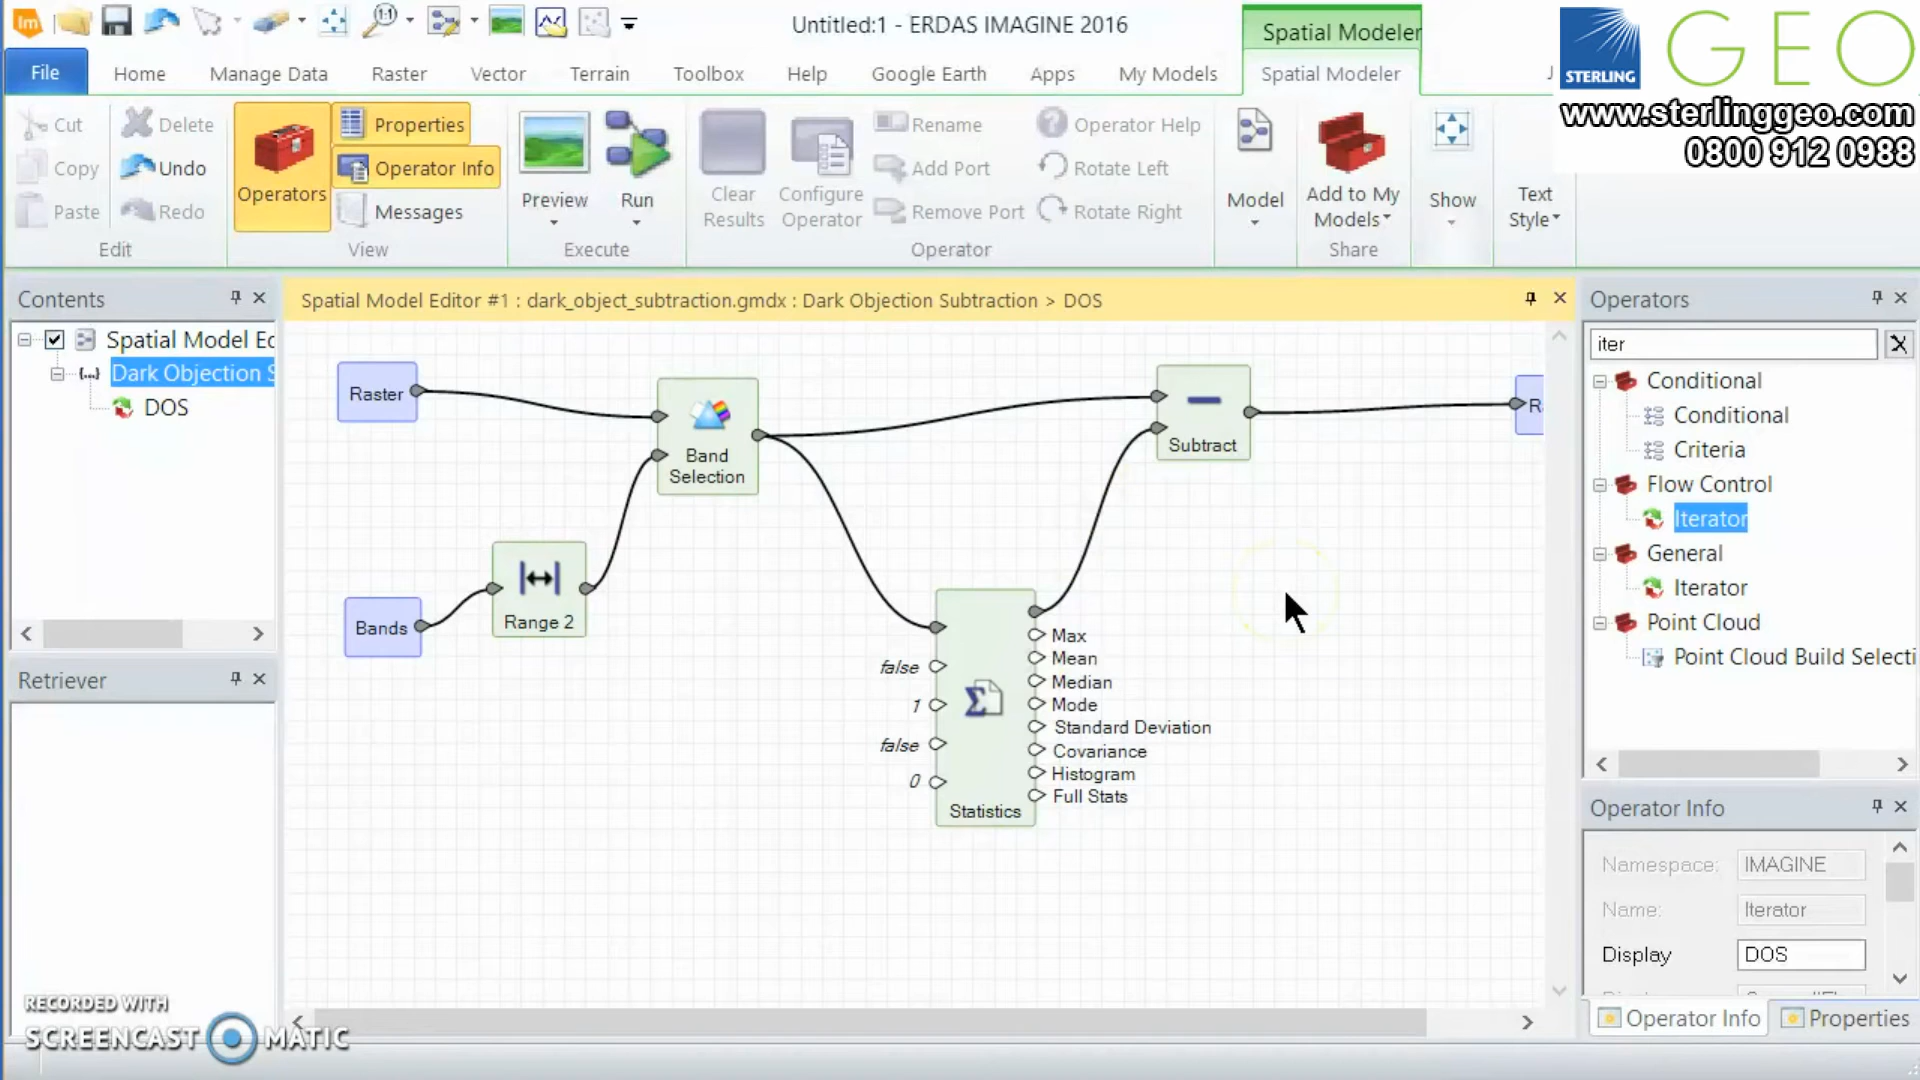 Untitled:1 - ERDAS IMAGINE 2016
Spatial Modeler
STERLING
GEO
www.sterlinggeo.com
0800 912 0988
File
Home
Manage Data
Raster
Vector
Terrain
Toolbox
Help
Google Earth
Apps
My Models
Spatial Modeler
Cut
Copy
Paste
Delete
Undo
Redo
Edit
Operators
Properties
Operator Info
Messages
View
Preview
Run
Execute
Clear
Results
Configure
Operator
Rename
Add Port
Remove Port
Operator Help
Rotate Left
Rotate Right
Operator
Model
Add to My
Models
Share
Show
Text
Style
Contents
Spatial Model Ec
Dark Objection S
DOS
Retriever
Spatial Model Editor #1 : dark_object_subtraction.gmdx : Dark Objection Subtraction > DOS
Raster
Band
Selection
Subtract
Bands
Range 2
false
1
false
0
Statistics
Max
Mean
Median
Mode
Standard Deviation
Covariance
Histogram
Full Stats
Operators
iter
Conditional
Conditional
Criteria
Flow Control
Iterator
General
Iterator
Point Cloud
Point Cloud Build Selecti
Operator Info
Namespace: IMAGINE
Name: Iterator
Display DOS
Operator Info
Properties
RECORDED WITH
SCREENCAST MATIC